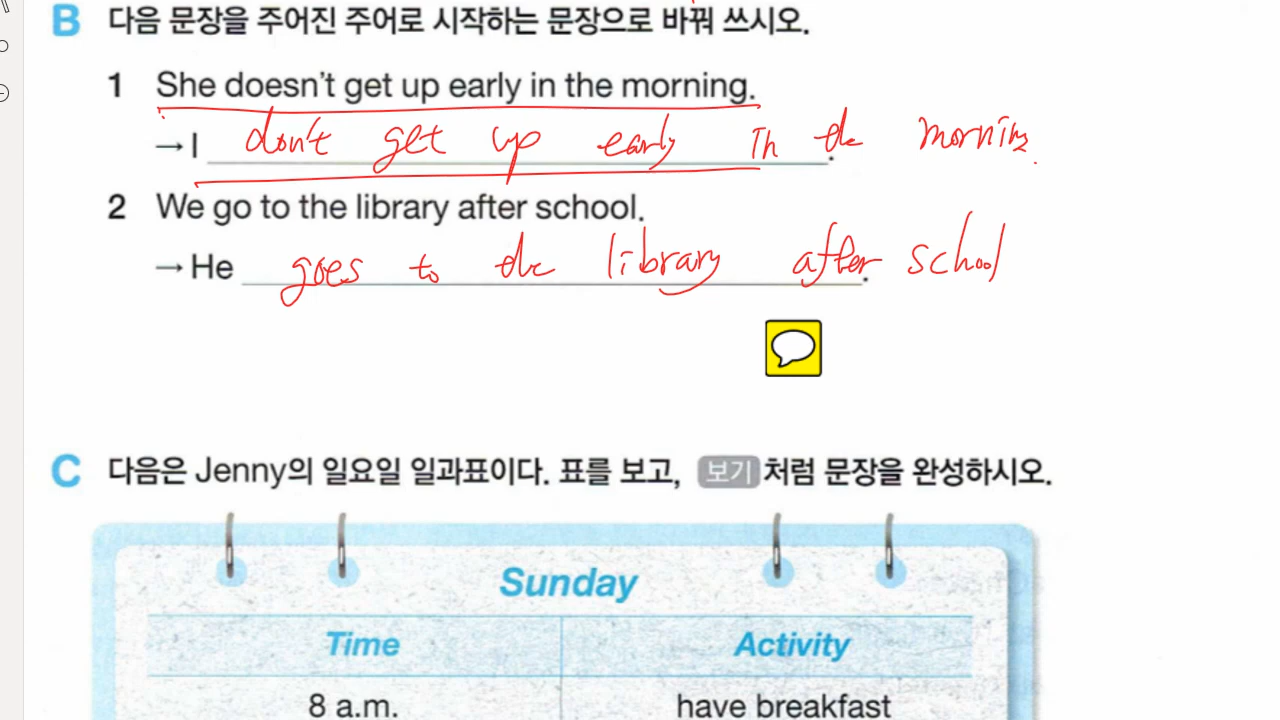 B 다음 문장을 주어진 주어로 시작하는 문장으로 바꿔 쓰시오.
1 She doesn't get up early in the morning.
→ I don't get up early in the morning.
2 We go to the library after school.
→ He goes to the library after school.
C 다음은 Jenny의 일요일 일과표이다. 표를 보고, 보기 처럼 문장을 완성하시오.
Sunday
Time Activity
8 a.m. have breakfast